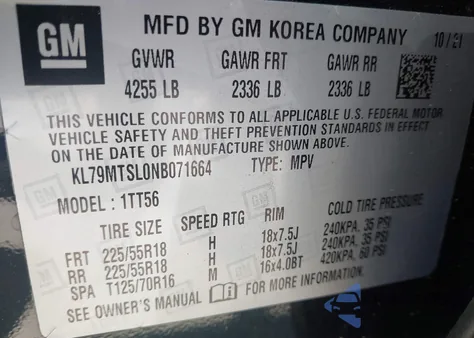 GM MFD BY GM KOREA COMPANY 10/21
GVWR GAWR FRT GAWR RR
4255 LB 2336 LB 2336 LB
THIS VEHICLE CONFORMS TO ALL APPLICABLE U.S. FEDERAL MOTOR
VEHICLE SAFETY AND THEFT PREVENTION STANDARDS IN EFFECT
ON THE DATE OF MANUFACTURE SHOWN ABOVE.
KL79MTSL0NB071664 TYPE: MPV
MODEL : 1TT56
TIRE SIZE SPEED RTG RIM COLD TIRE PRESSURE
FRT 225/55R18 H 18x7.5J 240KPA, 35 PSI
RR 225/55R18 H 18x7.5J 240KPA, 35 PSI
SPA T125/70R16 M 16x4.0BT 420KPA, 60 PSI
SEE OWNER'S MANUAL FOR MORE INFORMATION.